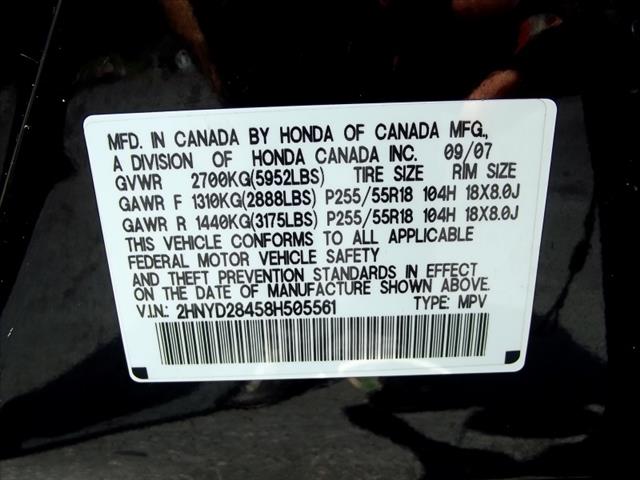 MFD. IN CANADA BY HONDA OF CANADA MFG.,
A DIVISION OF HONDA CANADA INC. 09/07
GVWR 2700KG(5952LBS) TIRE SIZE RIM SIZE
GAWR F 1310KG(2888LBS) P255/55R18 104H 18X8.0J
GAWR R 1440KG(3175LBS) P255/55R18 104H 18X8.0J
THIS VEHICLE CONFORMS TO ALL APPLICABLE
FEDERAL MOTOR VEHICLE SAFETY
AND THEFT PREVENTION STANDARDS IN EFFECT ON
THE DATE OF MANUFACTURE SHOWN ABOVE.
V.I.N.: 2HNYD28458H505561 TYPE: MPV